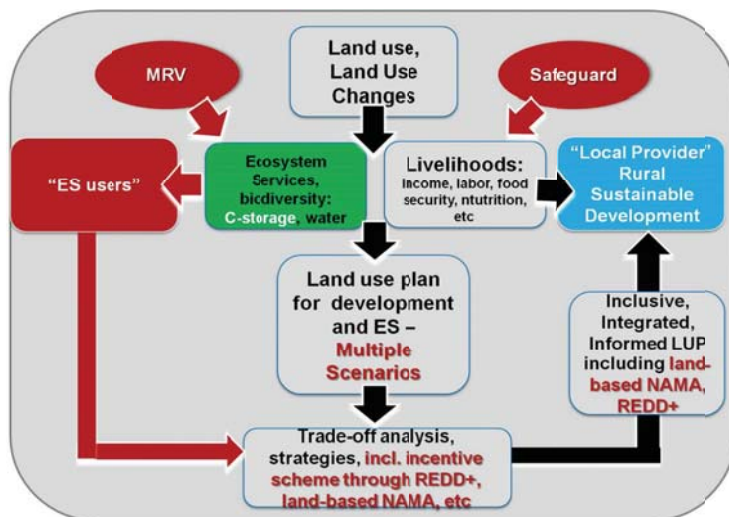 Land use,
Land Use
Changes
MRV
Safeguard
"ES users"
Ecosystem
Services,
bicdiversity:
C-storage, water
Livelihoods:
income, labor, food
security, ntutrition,
etc
"Local Provider"
Rural
Sustainable
Development
Land use plan
for development
and ES –
Multiple
Scenarios
Inclusive,
Integrated,
Informed LUP
including land-
based NAMA,
REDD+
Trade-off analysis,
strategies, incl. incentive
scheme through REDD+,
land-based NAMA, etc